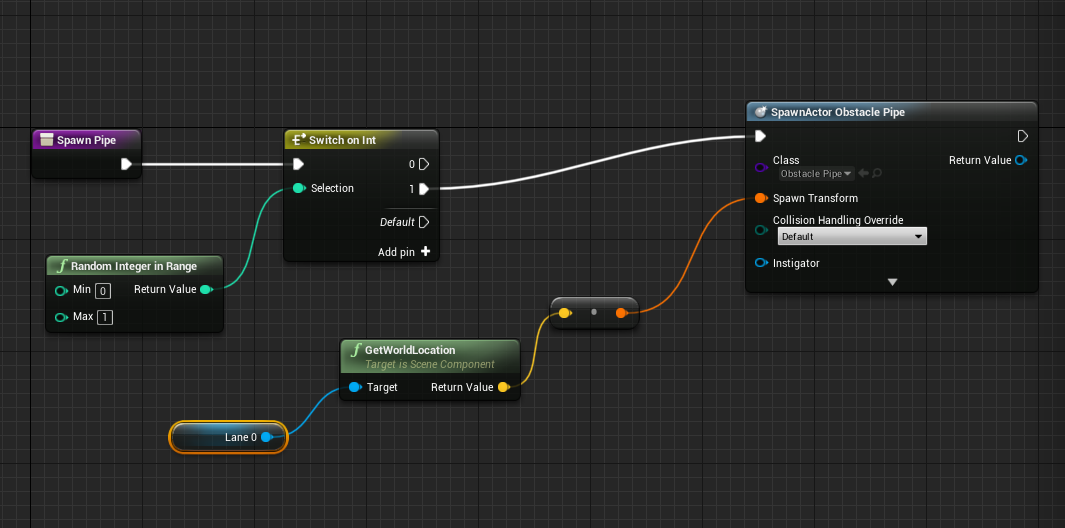 Spawn Pipe
Switch on Int
0
Selection
1
Default
Add pin
Random Integer in Range
Min 0
Return Value
Max 1
GetWorldLocation
Target is Scene Component
Target
Return Value
Lane 0
SpawnActor Obstacle Pipe
Class
Return Value
Obstacle Pipe
Spawn Transform
Collision Handling Override
Default
Instigator